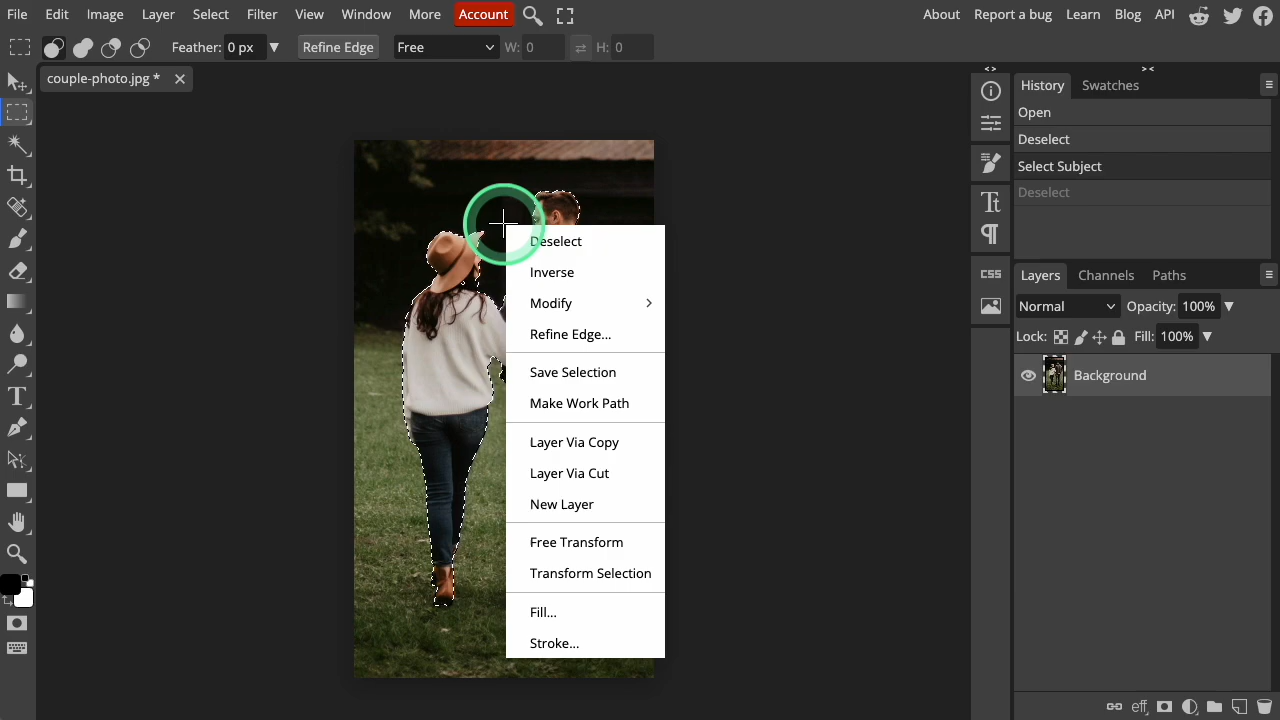 File Edit Image Layer Select Filter View Window More Account About Report a bug Learn Blog API
Feather: 0 px Refine Edge Free W: 0 H: 0
couple-photo.jpg *
History Swatches
Open
Deselect
Select Subject
Deselect
Deselect
Inverse
Modify
Refine Edge...
Save Selection
Make Work Path
Layer Via Copy
Layer Via Cut
New Layer
Free Transform
Transform Selection
Fill...
Stroke...
CSS
Layers Channels Paths
Normal Opacity: 100%
Lock: Fill: 100%
Background
eff